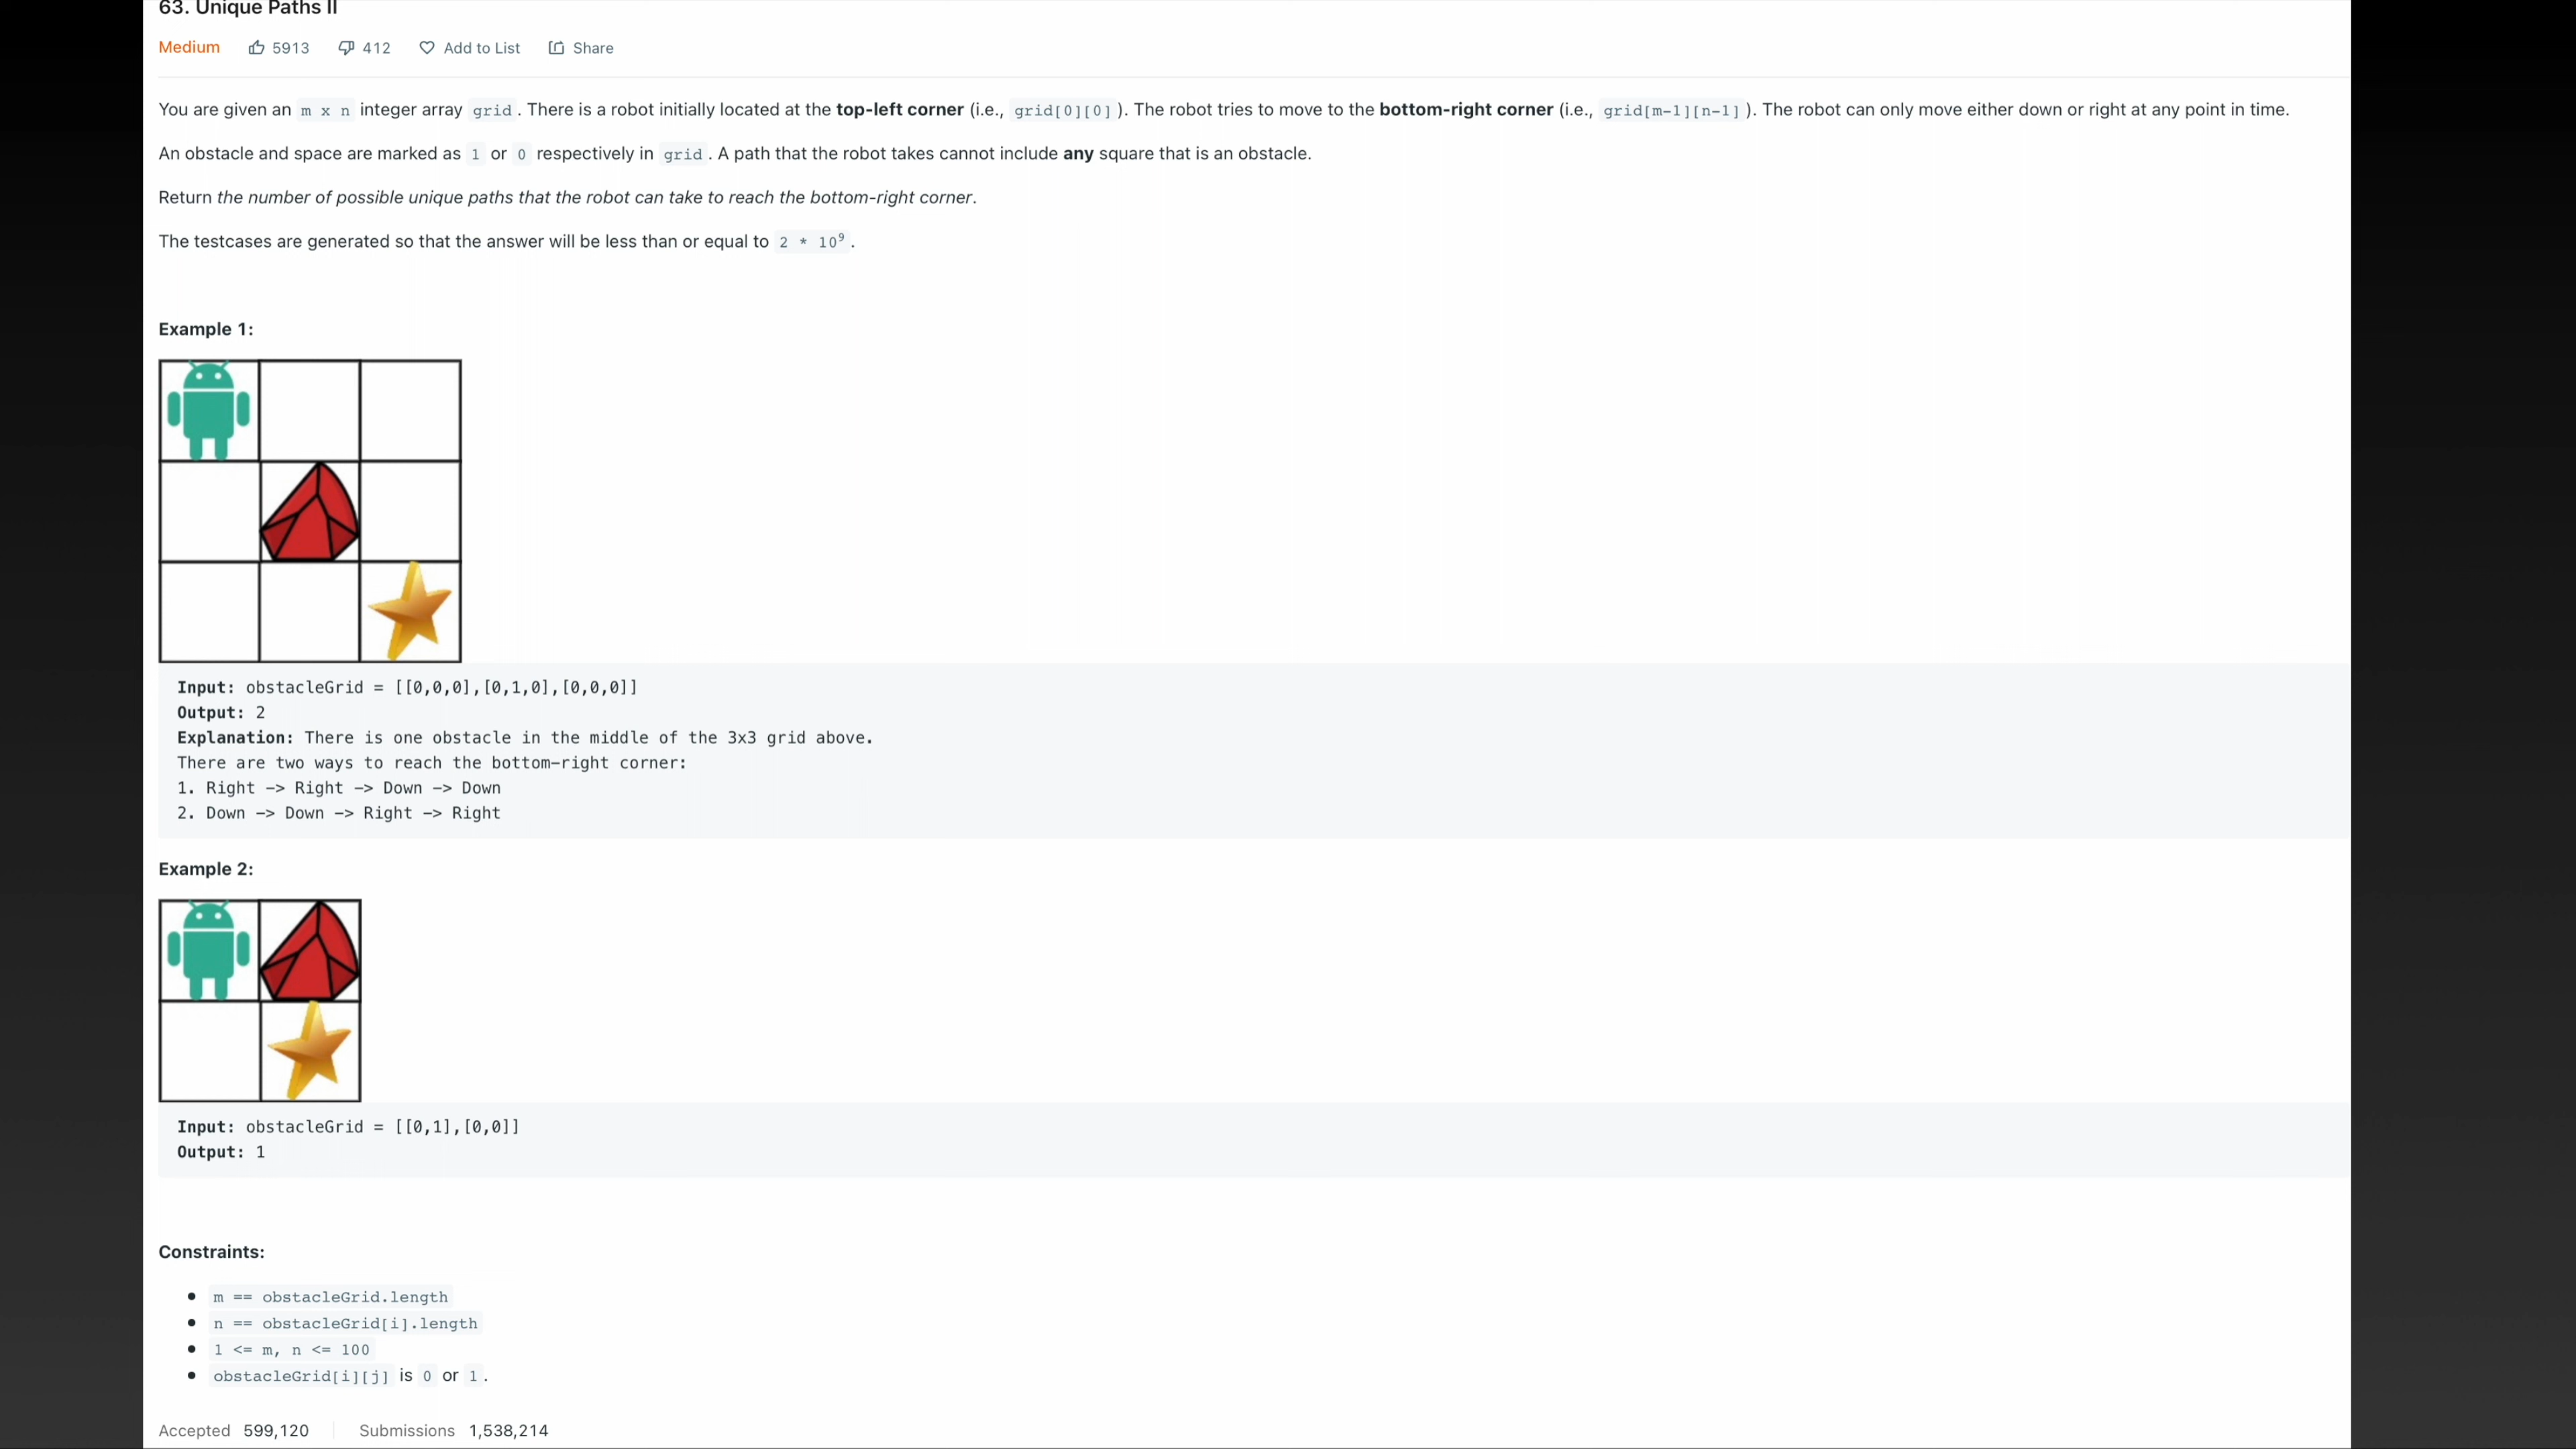 63. Unique Paths II
Medium 5913 412 Add to List Share
You are given an m x n integer array grid. There is a robot initially located at the top-left corner (i.e., grid[0][0]). The robot tries to move to the bottom-right corner (i.e., grid[m-1][n-1]). The robot can only move either down or right at any point in time.
An obstacle and space are marked as 1 or 0 respectively in grid. A path that the robot takes cannot include any square that is an obstacle.
Return the number of possible unique paths that the robot can take to reach the bottom-right corner.
The testcases are generated so that the answer will be less than or equal to 2 * 10⁹.
Example 1:
Input: obstacleGrid = [[0,0,0],[0,1,0],[0,0,0]]
Output: 2
Explanation: There is one obstacle in the middle of the 3x3 grid above.
There are two ways to reach the bottom-right corner:
1. Right -> Right -> Down -> Down
2. Down -> Down -> Right -> Right
Example 2:
Input: obstacleGrid = [[0,1],[0,0]]
Output: 1
Constraints:
• m == obstacleGrid.length
• n == obstacleGrid[i].length
• 1 <= m, n <= 100
• obstacleGrid[i][j] is 0 or 1.
Accepted 599,120 Submissions 1,538,214